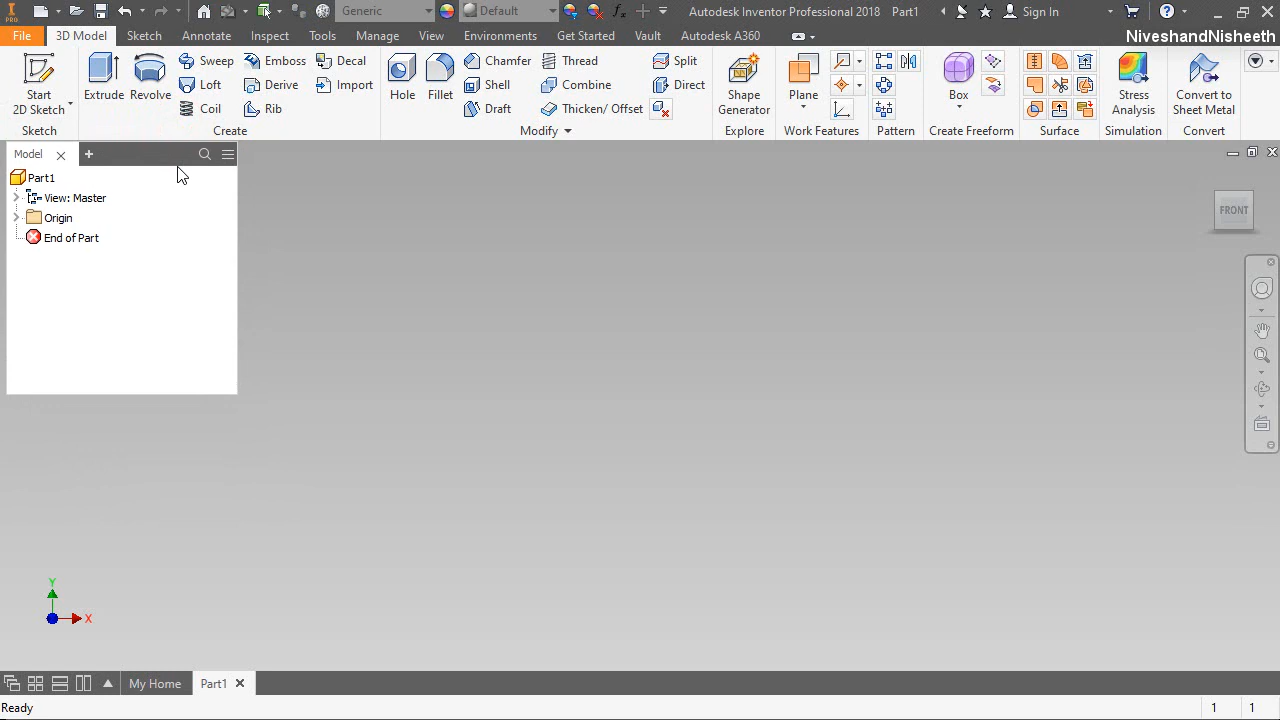 PRO
Generic
Default
fx
Autodesk Inventor Professional 2018 Part1
Sign In
File
3D Model
Sketch
Annotate
Inspect
Tools
Manage
View
Environments
Get Started
Vault
Autodesk A360
NiveshandNisheeth
Start
2D Sketch
Extrude
Revolve
Sweep
Loft
Coil
Emboss
Rib
Decal
Import
Hole
Fillet
Chamfer
Shell
Draft
Thread
Combine
Thicken/ Offset
Split
Direct
Shape
Generator
Plane
Box
Stress
Analysis
Convert to
Sheet Metal
Sketch
Create
Modify
Explore
Work Features
Pattern
Create Freeform
Surface
Simulation
Convert
Model
Part1
View: Master
Origin
End of Part
FRONT
Y
X
My Home
Part1
Ready
1
1